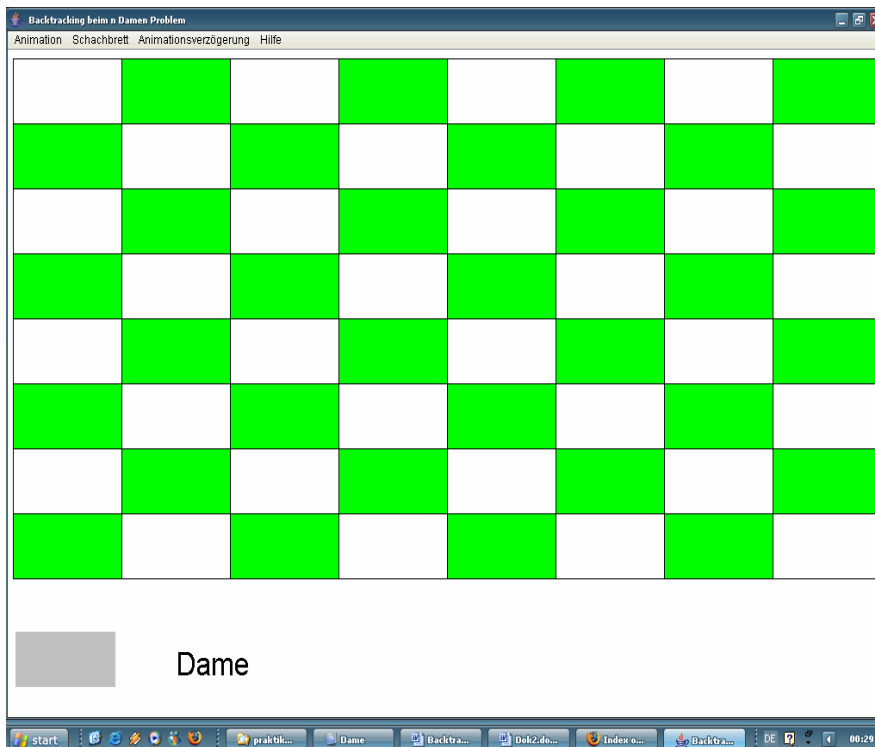 Backtracking beim n Damen Problem
Animation Schachbrett Animationsverzögerung Hilfe
Dame
start praktik... Dame Backtra... Dok2.do... Index o... Backtra... DE 00:29